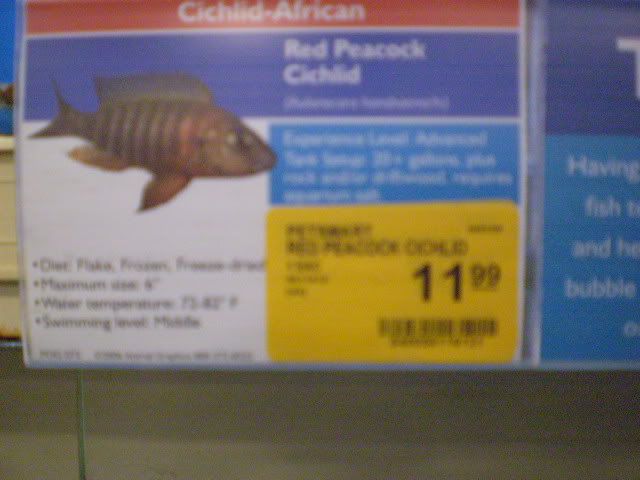 Cichlid-African
Red Peacock
Cichlid
Experience Level: Advanced
Tank Setup: 20+ gallons, plus
rock and/or driftwood, requires
aquarium salt
PETSMART
RED PEACOCK CICHLID
11 99
•Diet: Flake, Frozen, Freeze-dried
•Maximum size: 6"
•Water temperature: 72-82° F
•Swimming level: Middle
Having
fish
and he
bubble